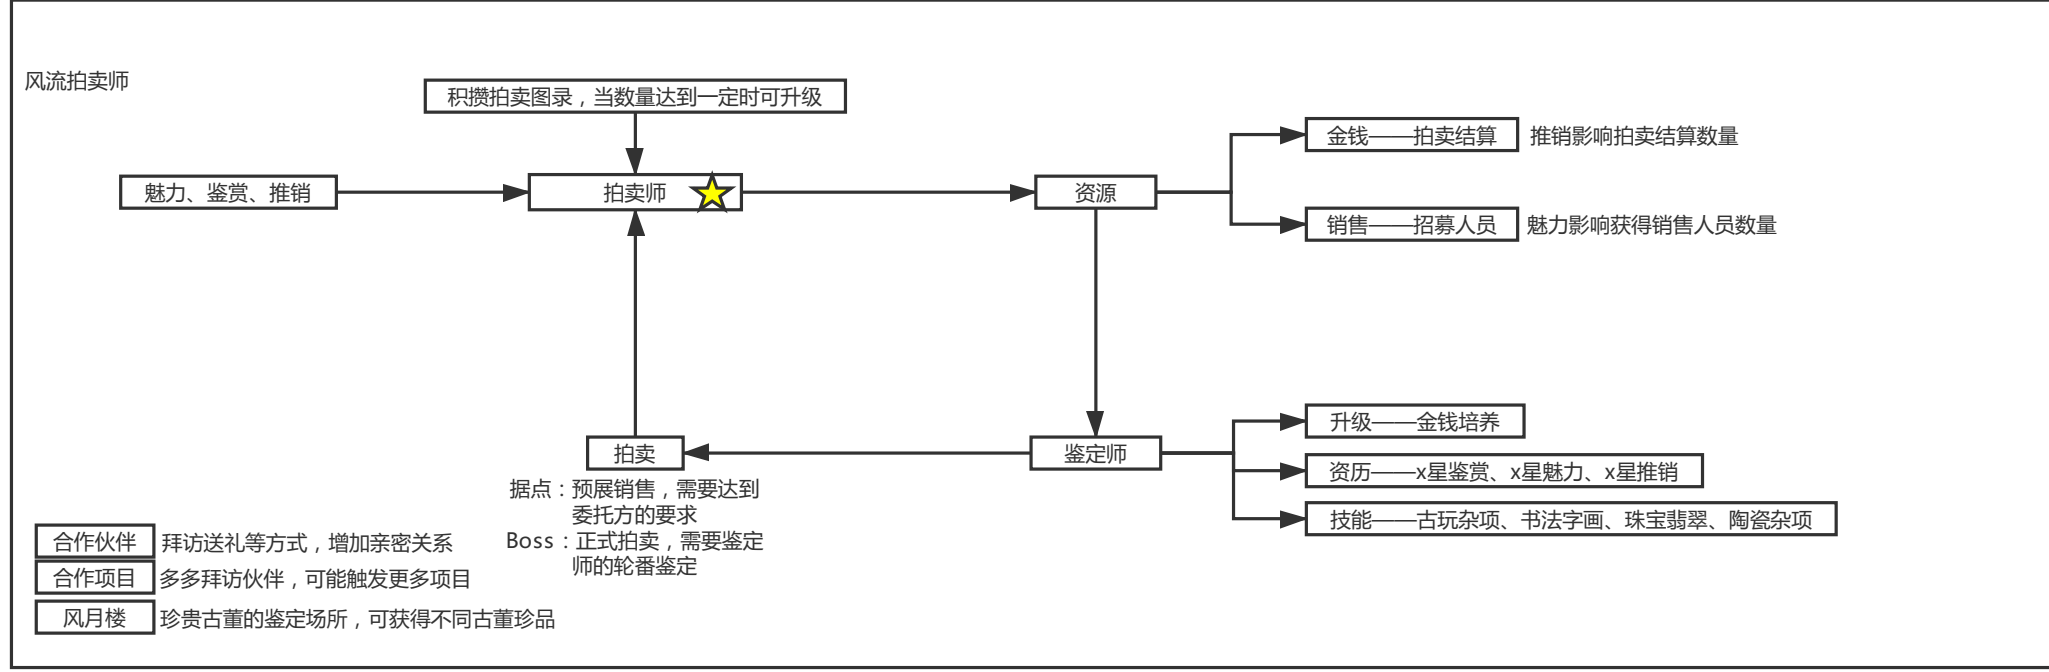 风流拍卖师
积攒拍卖图录，当数量达到一定时可升级
魅力、鉴赏、推销
拍卖师
资源
金钱——拍卖结算
推销影响拍卖结算数量
销售——招募人员
魅力影响获得销售人员数量
拍卖
鉴定师
升级——金钱培养
资历——x星鉴赏、x星魅力、x星推销
技能——古玩杂项、书法字画、珠宝翡翠、陶瓷杂项
据点：预展销售，需要达到
委托方的要求
Boss：正式拍卖，需要鉴定
师的轮番鉴定
合作伙伴
拜访送礼等方式，增加亲密关系
合作项目
多多拜访伙伴，可能触发更多项目
风月楼
珍贵古董的鉴定场所，可获得不同古董珍品